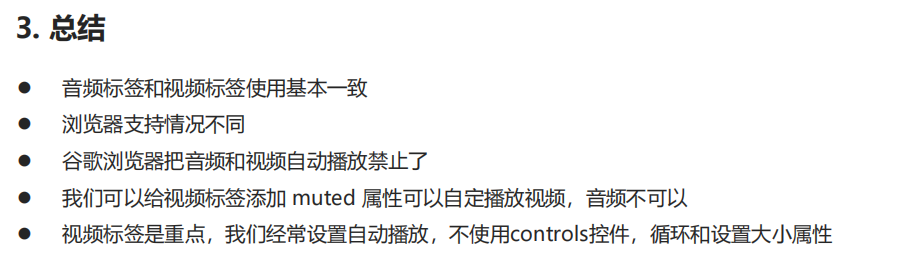 3. 总结
● 音频标签和视频标签使用基本一致
● 浏览器支持情况不同
● 谷歌浏览器把音频和视频自动播放禁止了
● 我们可以给视频标签添加 muted 属性可以自定播放视频，音频不可以
● 视频标签是重点，我们经常设置自动播放，不使用controls控件，循环和设置大小属性